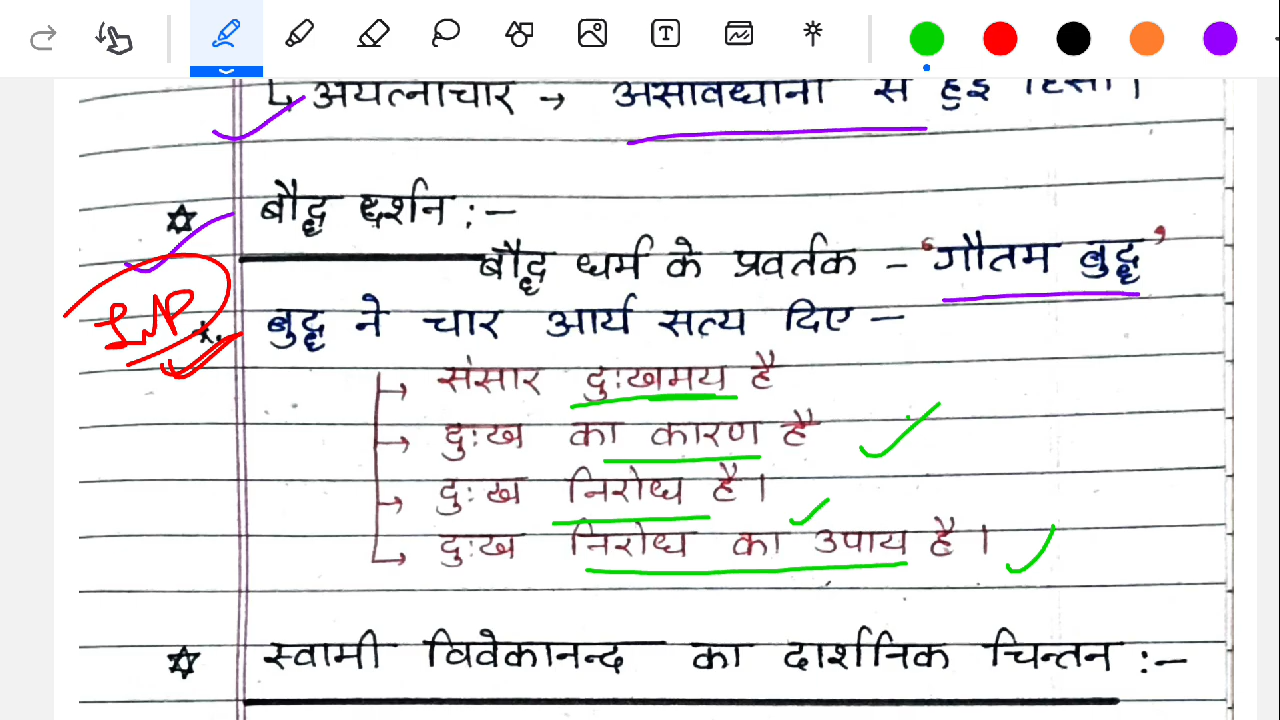 ↳ अयत्नाचार → असावधानी से हुई हिंसा।
☆ बौद्ध दर्शन :-
बौद्ध धर्म के प्रवर्तक - 'गौतम बुद्ध'
IMP
*. बुद्ध ने चार आर्य सत्य दिए -
→ संसार दुःखमय है
→ दुःख का कारण है
→ दुःख निरोध है।
→ दुःख निरोध का उपाय है।
☆ स्वामी विवेकानन्द का दार्शनिक चिन्तन :-